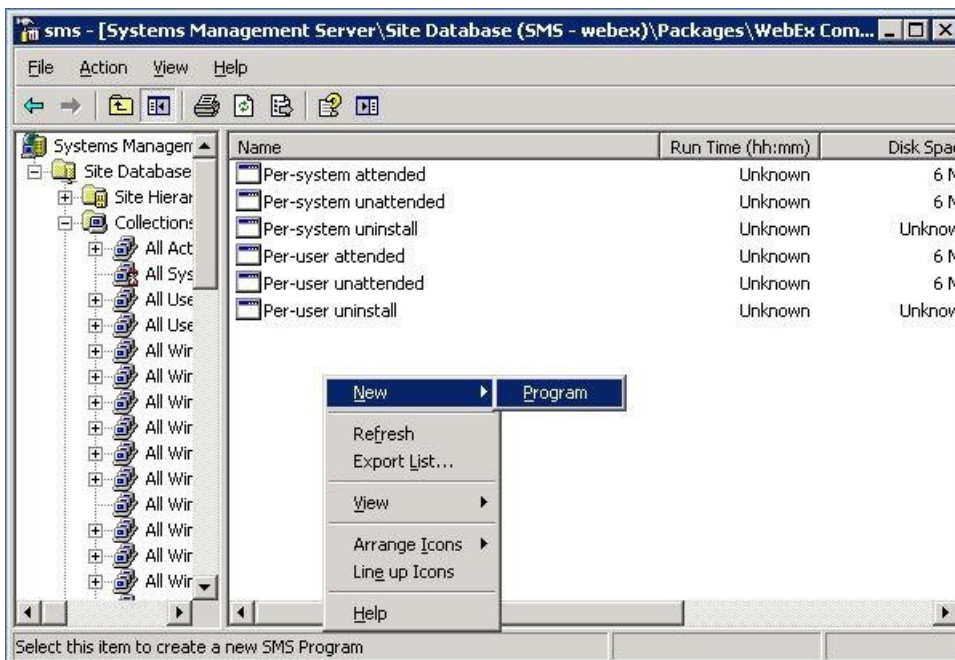 sms - [Systems Management Server\Site Database (SMS - webex)\Packages\WebEx Com...
File Action View Help
Systems Managem
Site Database
Site Hierar
Collections
All Act
All Sys
All Use
All Use
All Wir
All Wir
All Wir
All Wir
All Wir
All Wir
All Wir
All Wir
All Wir
All Wir
Name Run Time (hh:mm) Disk Spa
Per-system attended Unknown 6 M
Per-system unattended Unknown 6 M
Per-system uninstall Unknown Unknow
Per-user attended Unknown 6 M
Per-user unattended Unknown 6 M
Per-user uninstall Unknown Unknow
New Program
Refresh
Export List...
View
Arrange Icons
Line up Icons
Help
Select this item to create a new SMS Program